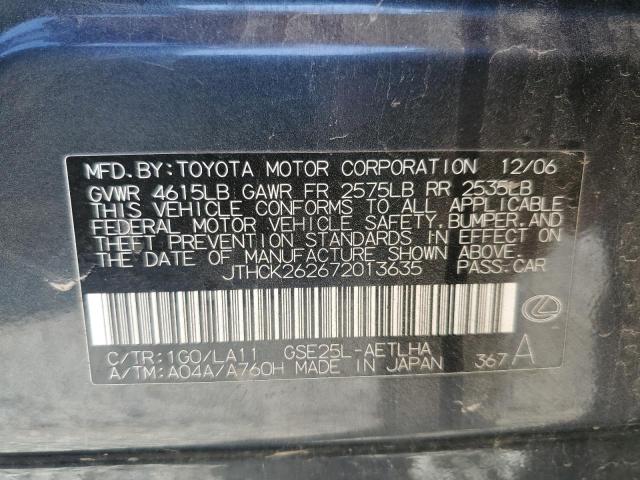 MFD.BY:TOYOTA MOTOR CORPORATION 12/06
GVWR 4615LB GAWR FR 2575LB RR 2535LB
THIS VEHICLE CONFORMS TO ALL APPLICABLE
FEDERAL MOTOR VEHICLE SAFETY,BUMPER,AND
THEFT PREVENTION STANDARDS IN EFFECT ON
THE DATE OF MANUFACTURE SHOWN ABOVE.
JTHCK262672013635 PASS.CAR
C/TR:1G0/LA11 GSE25L-AETLHA
A/TM:A04A/A760H MADE IN JAPAN 367 A